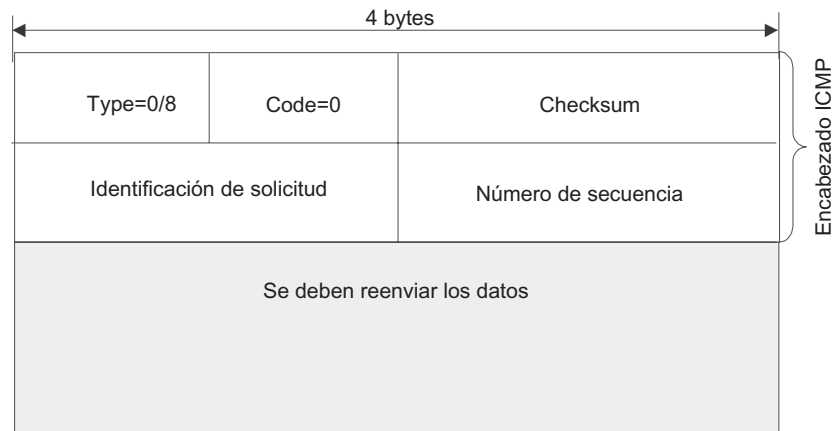 4 bytes
Type=0/8
Code=0
Checksum
Identificación de solicitud
Número de secuencia
Se deben reenviar los datos
Encabezado ICMP